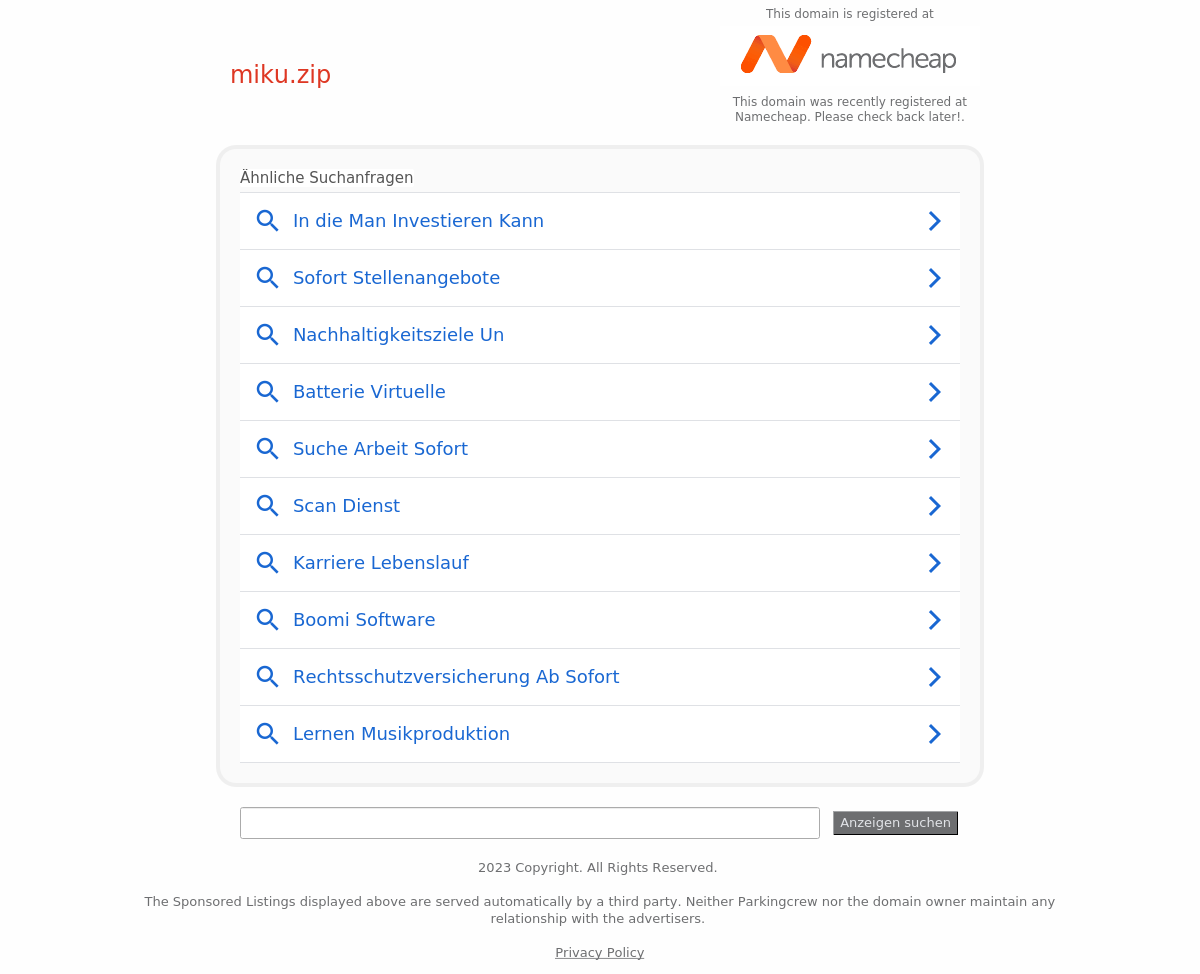 This domain is registered at
miku.zip
namecheap
This domain was recently registered at
Namecheap. Please check back later!.
Ähnliche Suchanfragen
In die Man Investieren Kann
Sofort Stellenangebote
Nachhaltigkeitsziele Un
Batterie Virtuelle
Suche Arbeit Sofort
Scan Dienst
Karriere Lebenslauf
Boomi Software
Rechtsschutzversicherung Ab Sofort
Lernen Musikproduktion
Anzeigen suchen
2023 Copyright. All Rights Reserved.
The Sponsored Listings displayed above are served automatically by a third party. Neither Parkingcrew nor the domain owner maintain any
relationship with the advertisers.
Privacy Policy